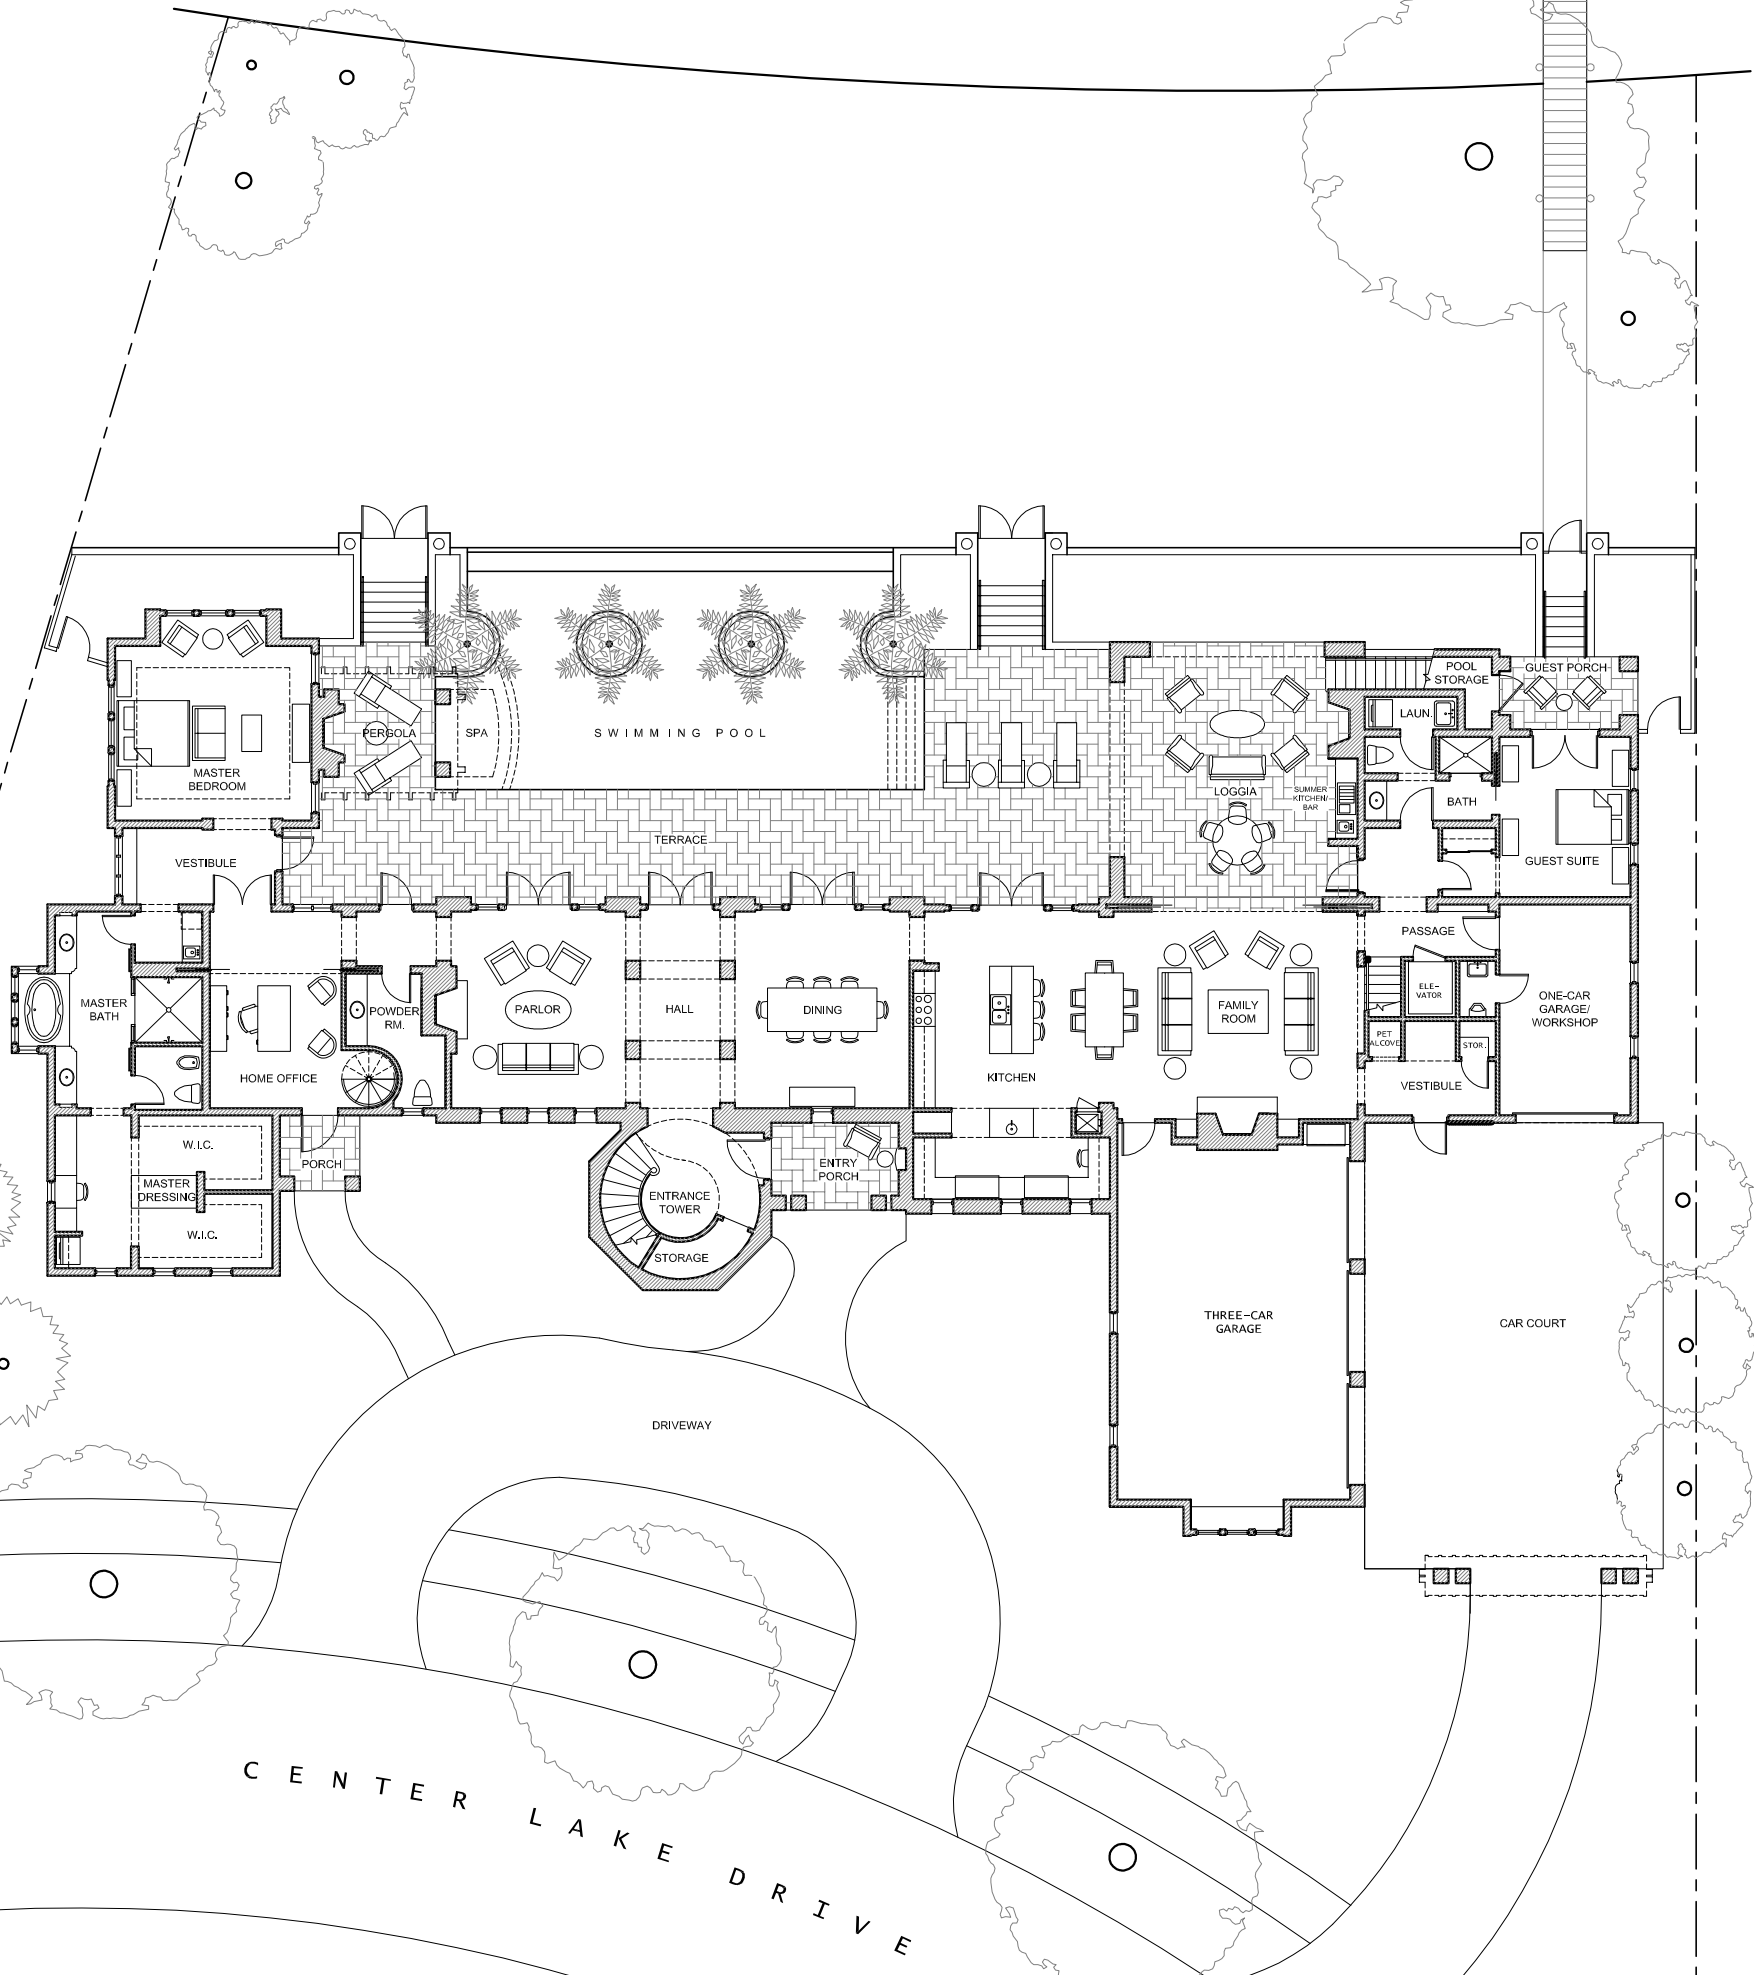 POOL
STORAGE
GUEST PORCH
LAUN.
PERGOLA
SPA
SWIMMING POOL
MASTER
BEDROOM
LOGGIA
SUMMER
KITCHEN/
BAR
BATH
TERRACE
VESTIBULE
GUEST SUITE
PASSAGE
MASTER
BATH
POWDER
RM.
PARLOR
HALL
DINING
FAMILY
ROOM
ELE-
VATOR
ONE-CAR
GARAGE/
WORKSHOP
PET
ALCOVE
STOR.
HOME OFFICE
KITCHEN
VESTIBULE
W.I.C.
PORCH
MASTER
DRESSING
ENTRY
PORCH
ENTRANCE
TOWER
W.I.C.
STORAGE
THREE-CAR
GARAGE
CAR COURT
DRIVEWAY
CENTER LAKE DRIVE